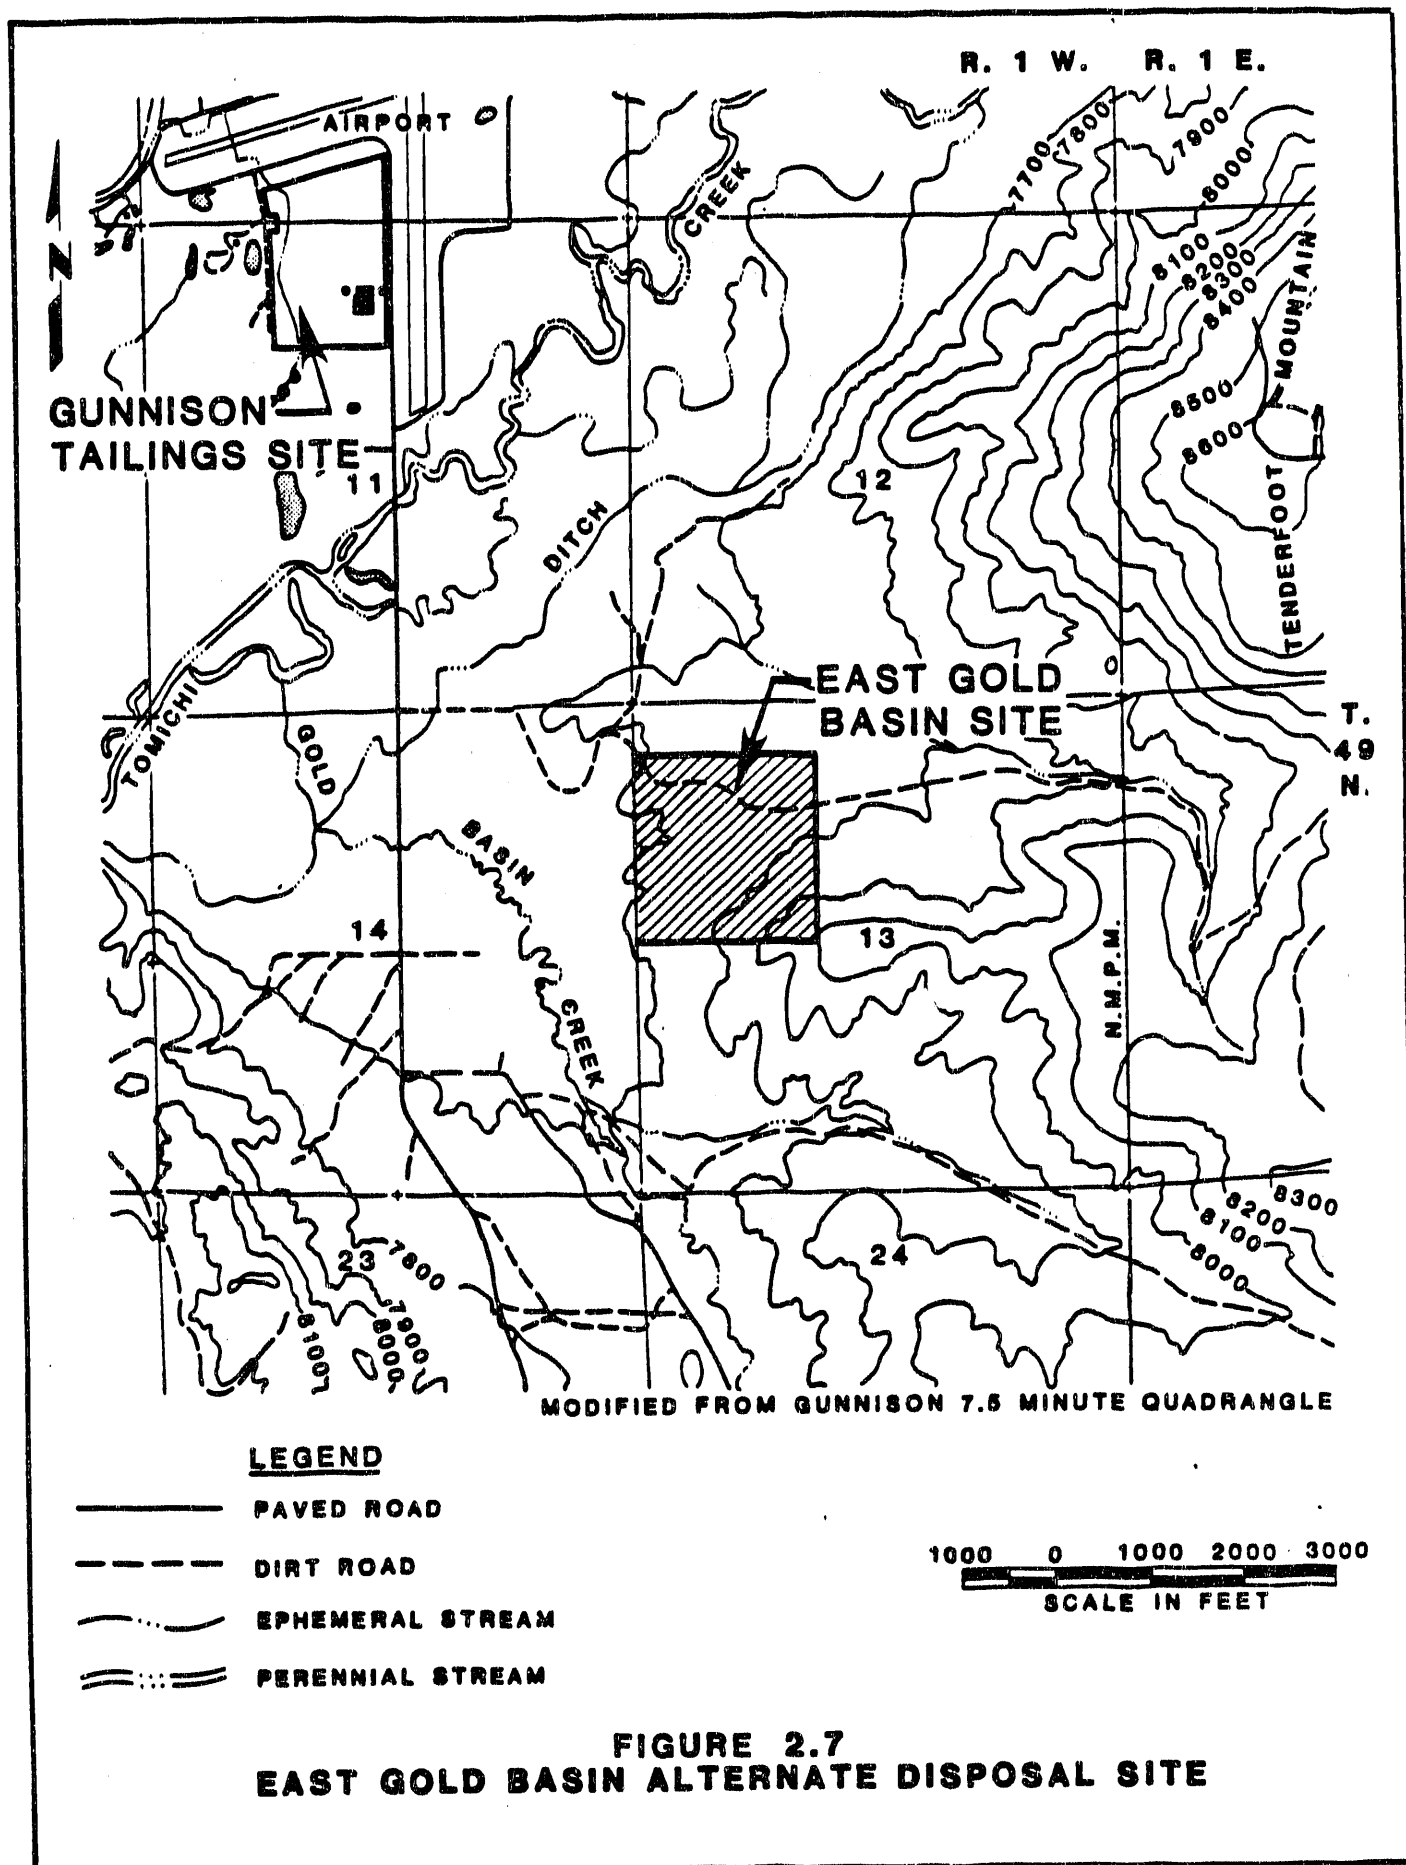 R. 1 W. R. 1 E.
AIRPORT
CREEK
7700
7800
7900
8000
8100
8200
8300
8400
8500
8600
TENDERFOOT MOUNTAIN
N
GUNNISON
TAILINGS SITE
11
12
DITCH
EAST GOLD
BASIN SITE
T.
49
N.
TOMICHI
GOLD
BASIN
CREEK
14
13
N.M.P.M.
23
24
7800
7900
8000
8100
8300
8200
8100
8000
MODIFIED FROM GUNNISON 7.5 MINUTE QUADRANGLE
LEGEND
PAVED ROAD
DIRT ROAD
EPHEMERAL STREAM
PERENNIAL STREAM
1000 0 1000 2000 3000
SCALE IN FEET
FIGURE 2.7
EAST GOLD BASIN ALTERNATE DISPOSAL SITE